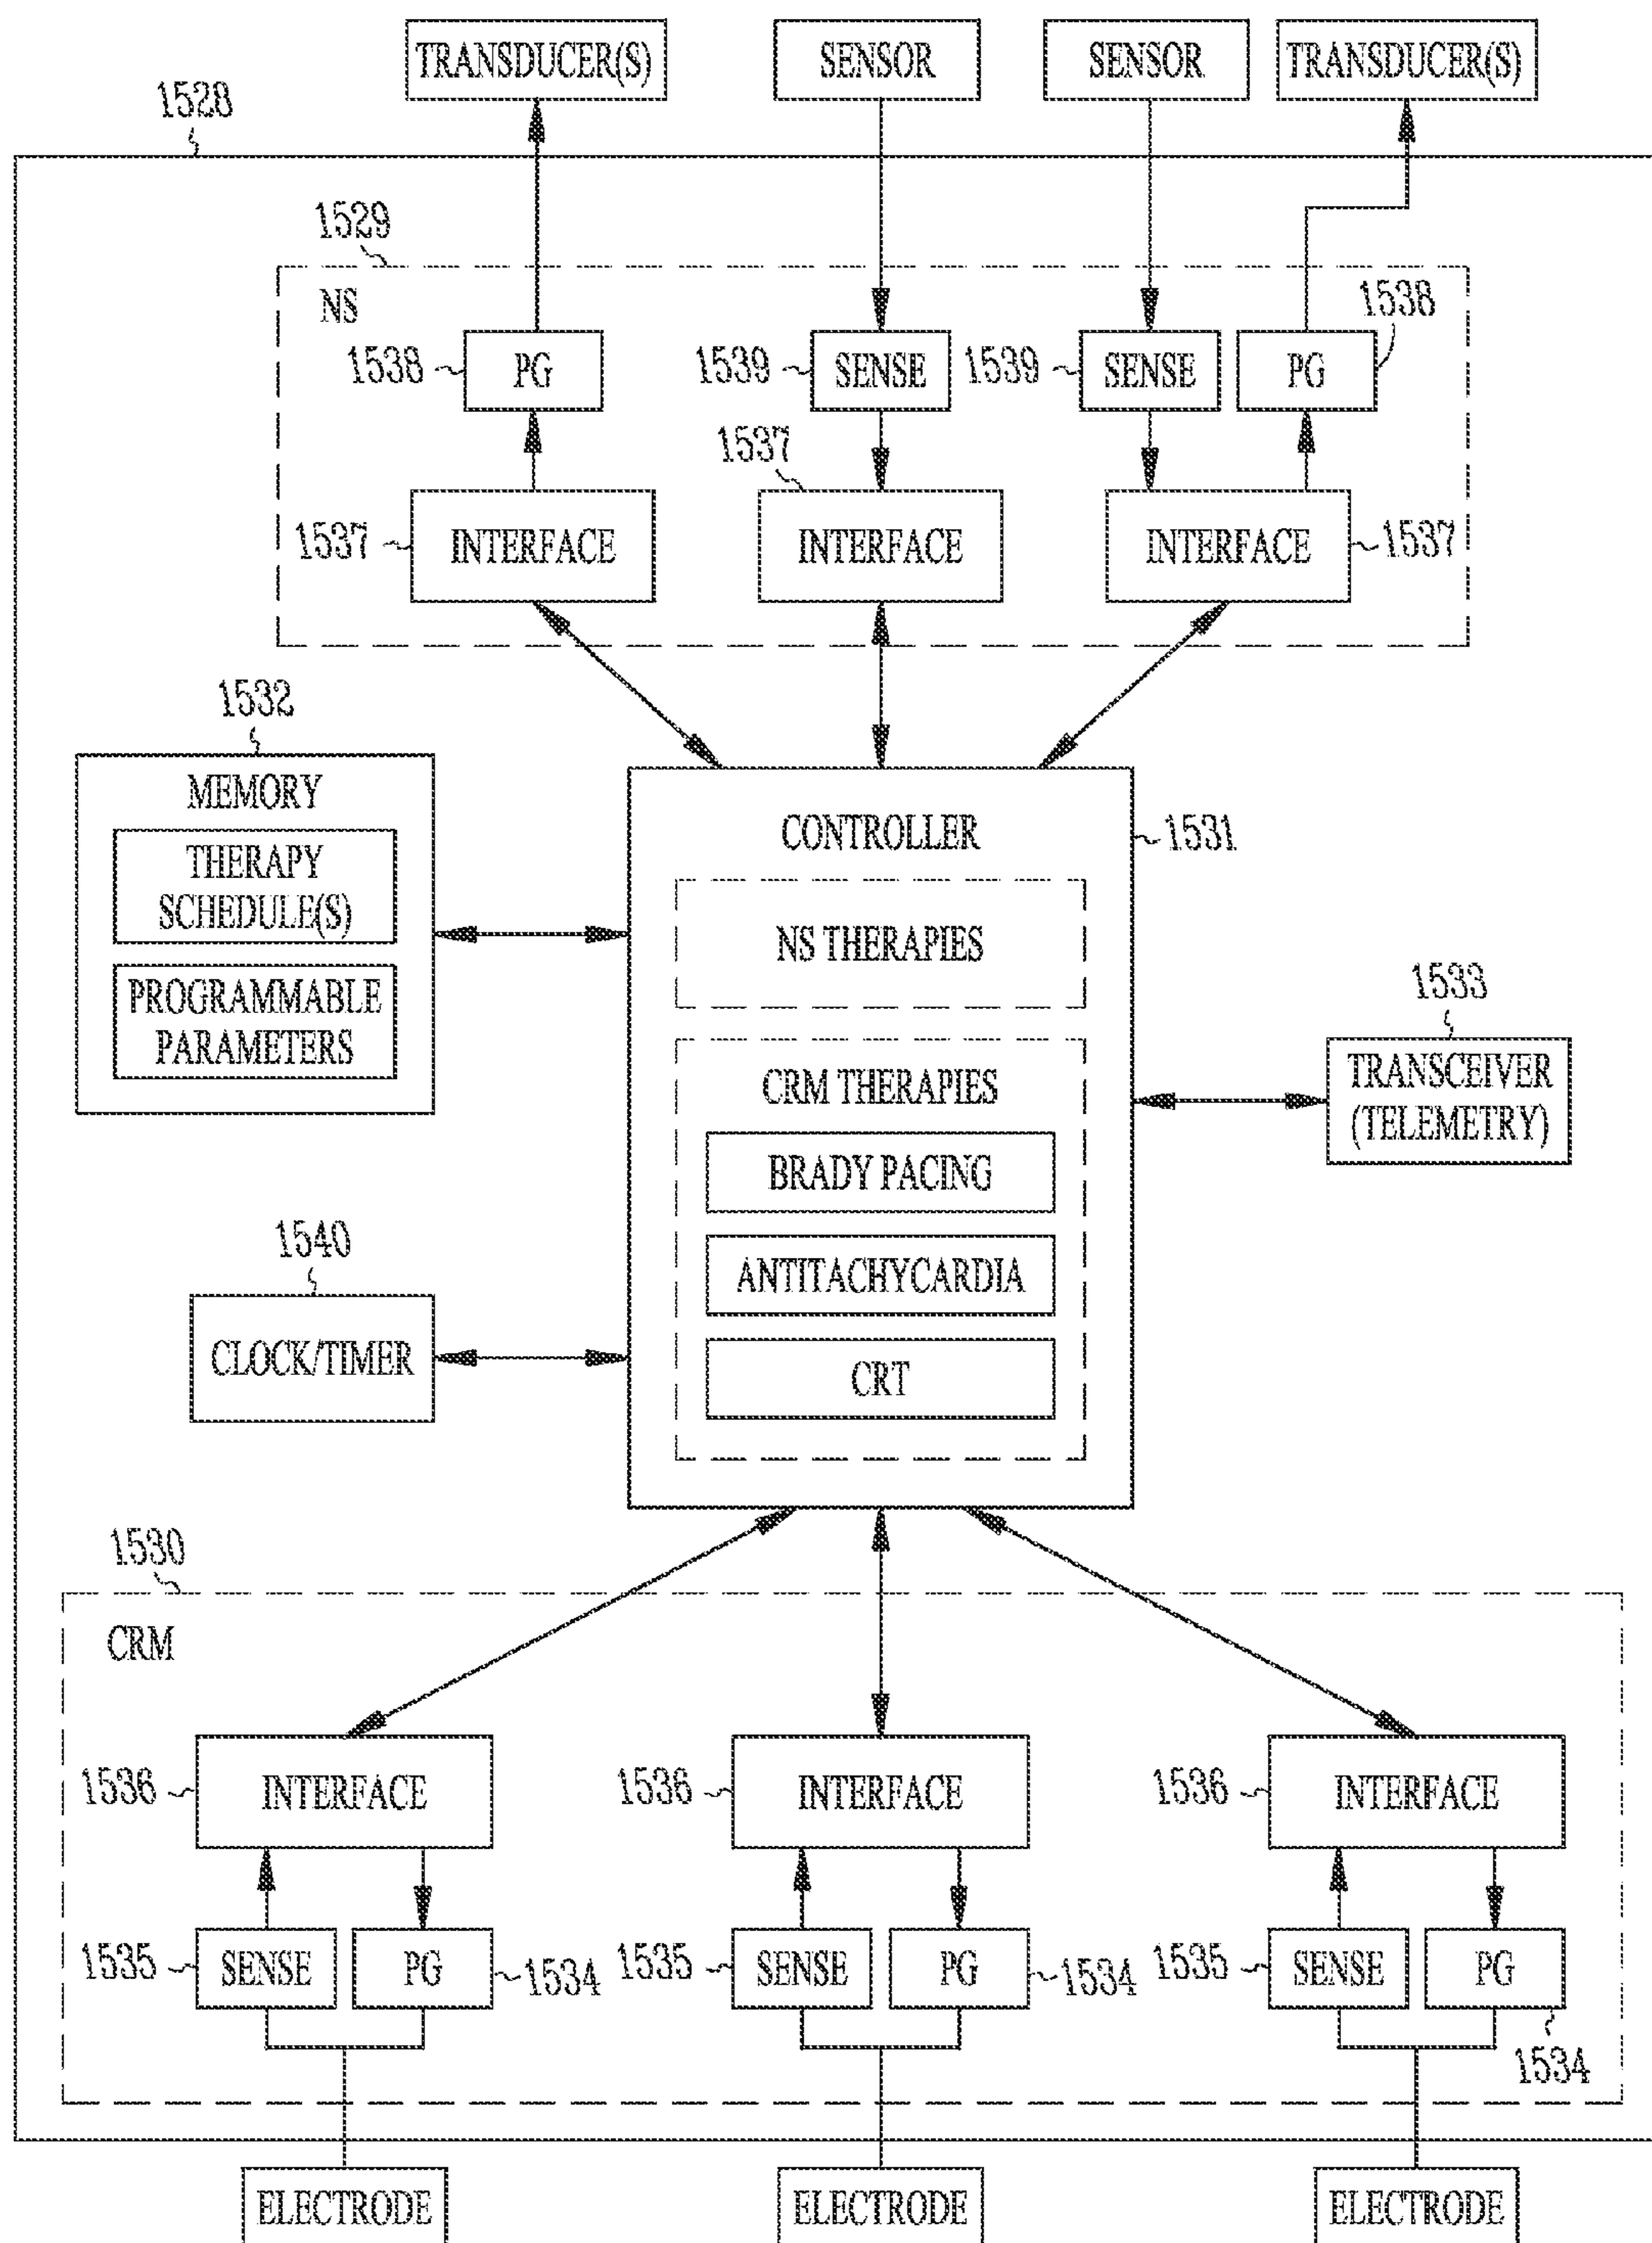 TRANSDUCER(S)
SENSOR
SENSOR
TRANSDUCER(S)
1528
1529
NS
1538
1538
PG
1539
SENSE
1539
SENSE
PG
1537
1537
INTERFACE
INTERFACE
INTERFACE
1537
1532
MEMORY
THERAPY
SCHEDULE(S)
PROGRAMMABLE
PARAMETERS
CONTROLLER
1531
NS THERAPIES
CRM THERAPIES
BRADY PACING
ANTITACHYCARDIA
CRT
1533
TRANSCEIVER
(TELEMETRY)
1540
CLOCK/TIMER
1530
CRM
1536
INTERFACE
1536
INTERFACE
1536
INTERFACE
1535
SENSE
PG
1534
1535
SENSE
PG
1534
1535
SENSE
PG
1534
ELECTRODE
ELECTRODE
ELECTRODE